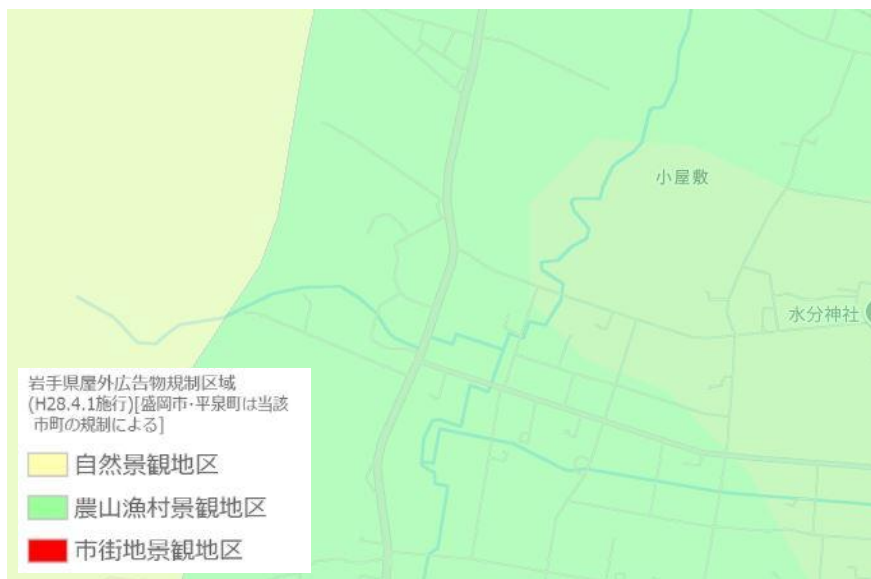 小屋敷
水分神社
岩手県屋外広告物規制区域
(H28.4.1施行)[盛岡市・平泉町は当該
市町の規制による]
自然景観地区
農山漁村景観地区
市街地景観地区